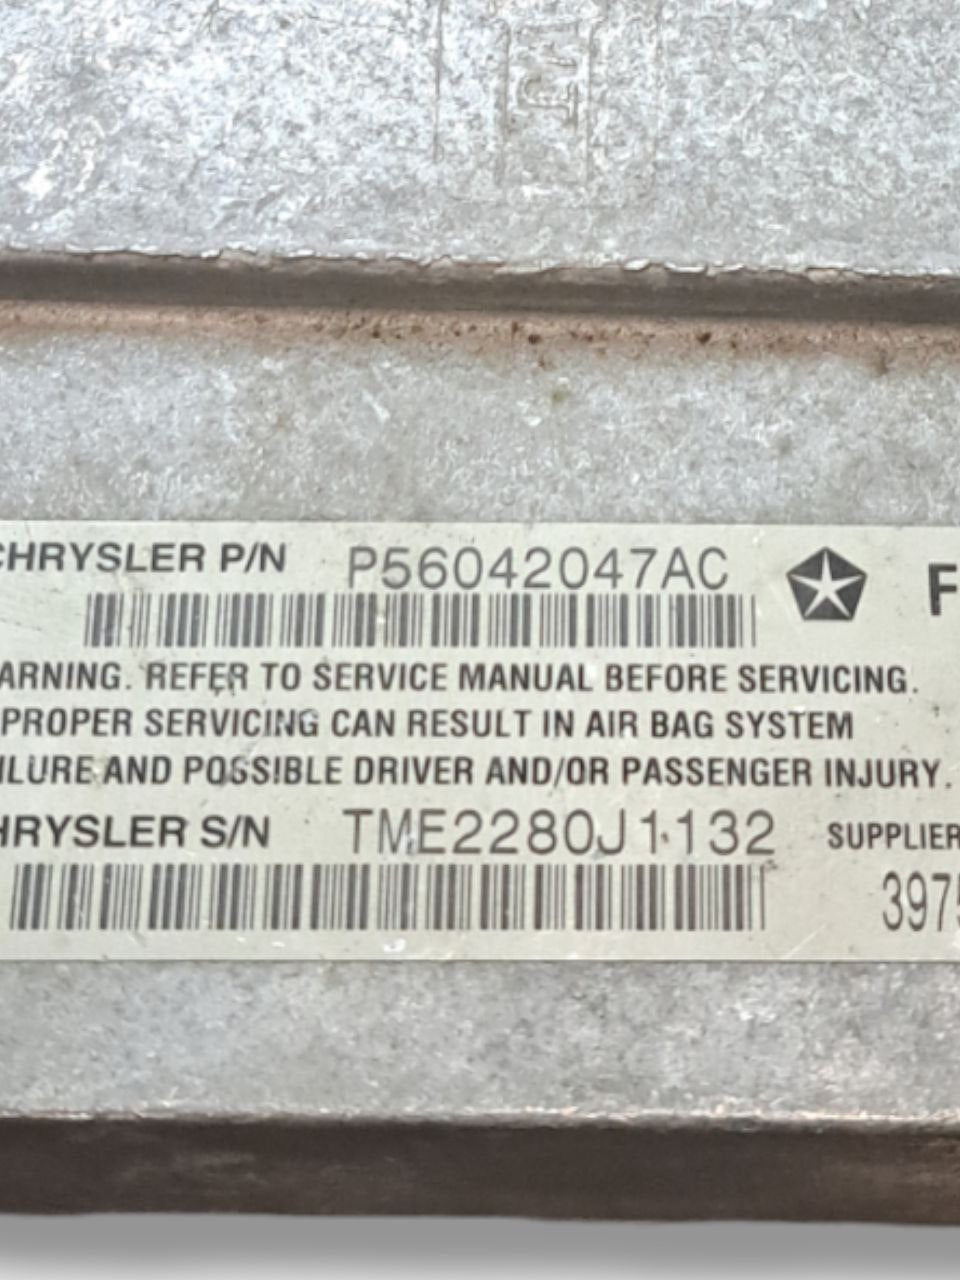 CHRYSLER P/N P56042047AC F
ARNING. REFER TO SERVICE MANUAL BEFORE SERVICING.
PROPER SERVICING CAN RESULT IN AIR BAG SYSTEM
ILURE AND POSSIBLE DRIVER AND/OR PASSENGER INJURY.
HRYSLER S/N TME2280J1132 SUPPLIER
3975